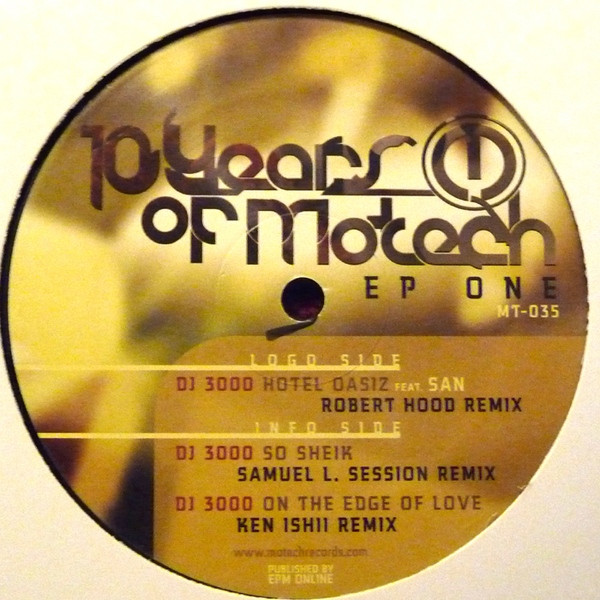 10 Years
of Motech
EP ONE
MT-035
LOGO SIDE
DJ 3000 HOTEL OASIZ FEAT. SAN
ROBERT HOOD REMIX
INFO SIDE
DJ 3000 SO SHEIK
SAMUEL L. SESSION REMIX
DJ 3000 ON THE EDGE OF LOVE
KEN ISHII REMIX
www.motechrecords.com
PUBLISHED BY
EPM ONLINE